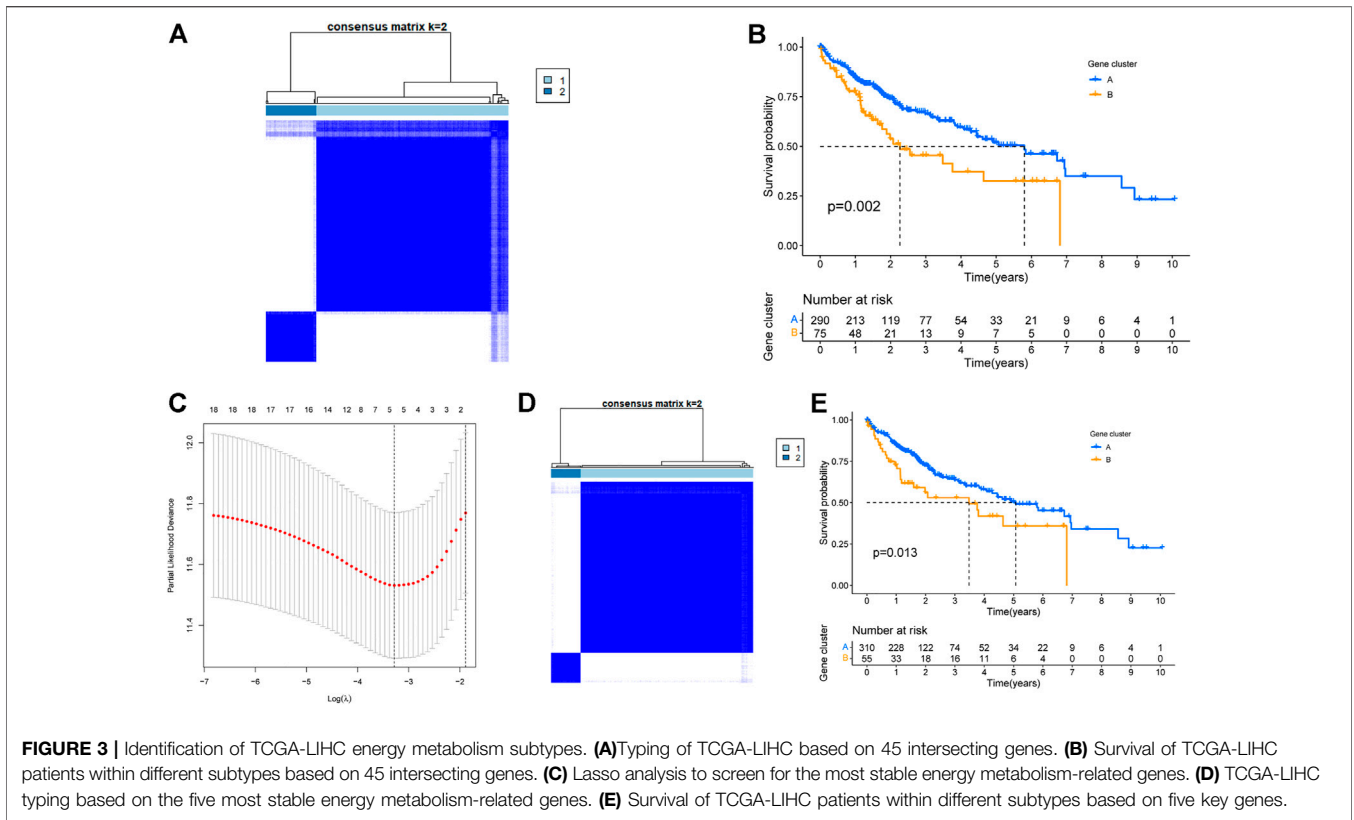 A
consensus matrix k=2
1
2
B
Gene cluster
A
B
1.00
0.75
0.50
0.25
0.00
Survival probability
p=0.002
0 1 2 3 4 5 6 7 8 9 10
Time(years)
Number at risk
Gene cluster
A 290 213 119 77 54 33 21 9 6 4 1
B 75 48 21 13 9 7 5 0 0 0 0
0 1 2 3 4 5 6 7 8 9 10
Time(years)
C
18 18 18 17 17 16 14 12 8 7 5 5 4 3 3 2
12.0
11.8
11.6
11.4
Partial Likelihood Deviance
−7 −6 −5 −4 −3 −2
Log(λ)
D
consensus matrix k=2
1
2
E
Gene cluster
A
B
1.00
0.75
0.50
0.25
0.00
Survival probability
p=0.013
0 1 2 3 4 5 6 7 8 9 10
Time(years)
Number at risk
Gene cluster
A 310 228 122 74 52 34 22 9 6 4 1
B 55 33 18 16 11 6 4 0 0 0 0
0 1 2 3 4 5 6 7 8 9 10
Time(years)
FIGURE 3 | Identification of TCGA-LIHC energy metabolism subtypes. (A)Typing of TCGA-LIHC based on 45 intersecting genes. (B) Survival of TCGA-LIHC
patients within different subtypes based on 45 intersecting genes. (C) Lasso analysis to screen for the most stable energy metabolism-related genes. (D) TCGA-LIHC
typing based on the five most stable energy metabolism-related genes. (E) Survival of TCGA-LIHC patients within different subtypes based on five key genes.